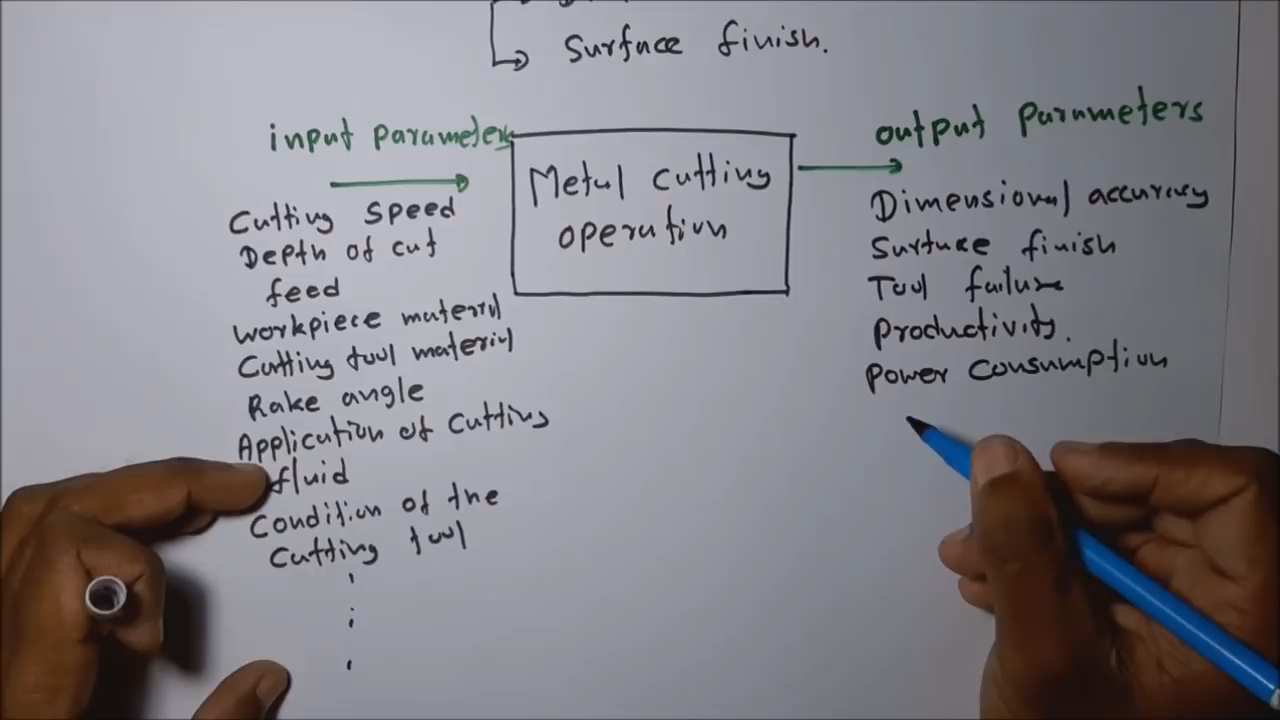 Surface finish.
input parameters
output parameters
Metal cutting
operation
Cutting speed
Depth of cut
feed
workpiece material
Cutting tool material
Rake angle
Application of cutting
fluid
Condition of the
Cutting tool
Dimensional accuracy
Surface finish
Tool failure
productivity.
power consumption